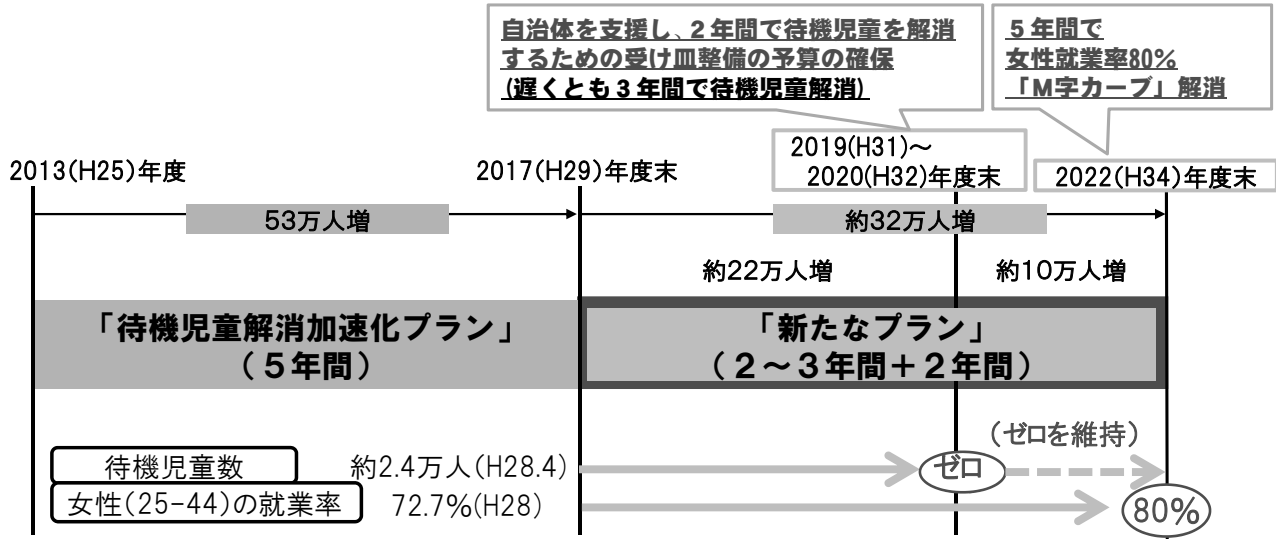 自治体を支援し、２年間で待機児童を解消
するための受け皿整備の予算の確保
(遅くとも３年間で待機児童解消)
５年間で
女性就業率80%
「M字カーブ」解消
2013(H25)年度
2017(H29)年度末
2019(H31)～
2020(H32)年度末
2022(H34)年度末
53万人増
約32万人増
約22万人増
約10万人増
「待機児童解消加速化プラン」
（５年間）
「新たなプラン」
（２～３年間＋２年間）
（ゼロを維持）
待機児童数
約2.4万人(H28.4)
ゼロ
女性(25-44)の就業率
72.7%(H28)
80%